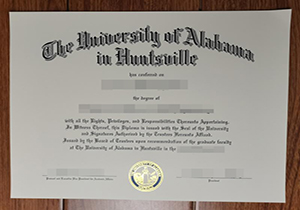 The University of Alabama
in Huntsville
has conferred on
the degree of
with all the Rights, Privileges, and Responsibilities Thereunto Appertaining.
In Witness Thereof, this Diploma is issued with the Seal of the University
and Signatures Authorized by the Trustees Hereunto Affixed.
Issued by the Board of Trustees upon recommendation of the graduate faculty
of The University of Alabama in Huntsville in the